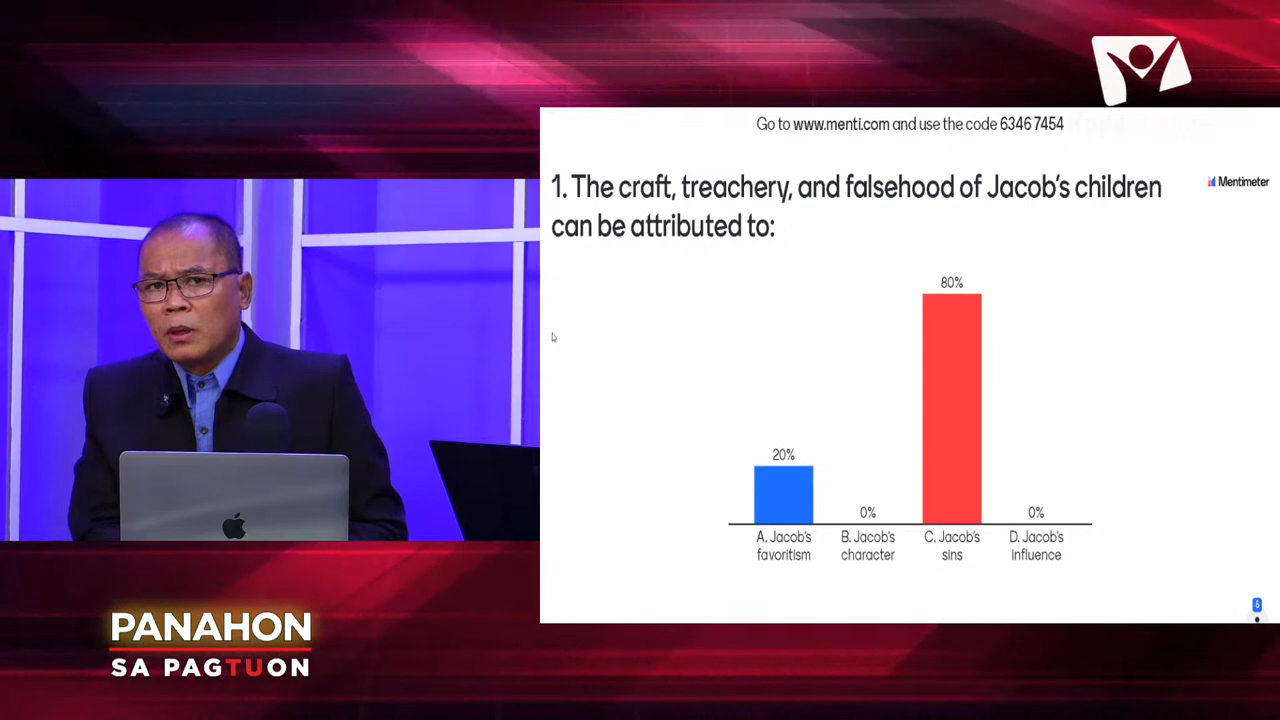 Go to www.menti.com and use the code 6346 7454
1. The craft, treachery, and falsehood of Jacob's children
can be attributed to:
Mentimeter
80%
20%
0%
0%
A. Jacob's
favoritism
B. Jacob's
character
C. Jacob's
sins
D. Jacob's
influence
5
PANAHON
SA PAGTUON